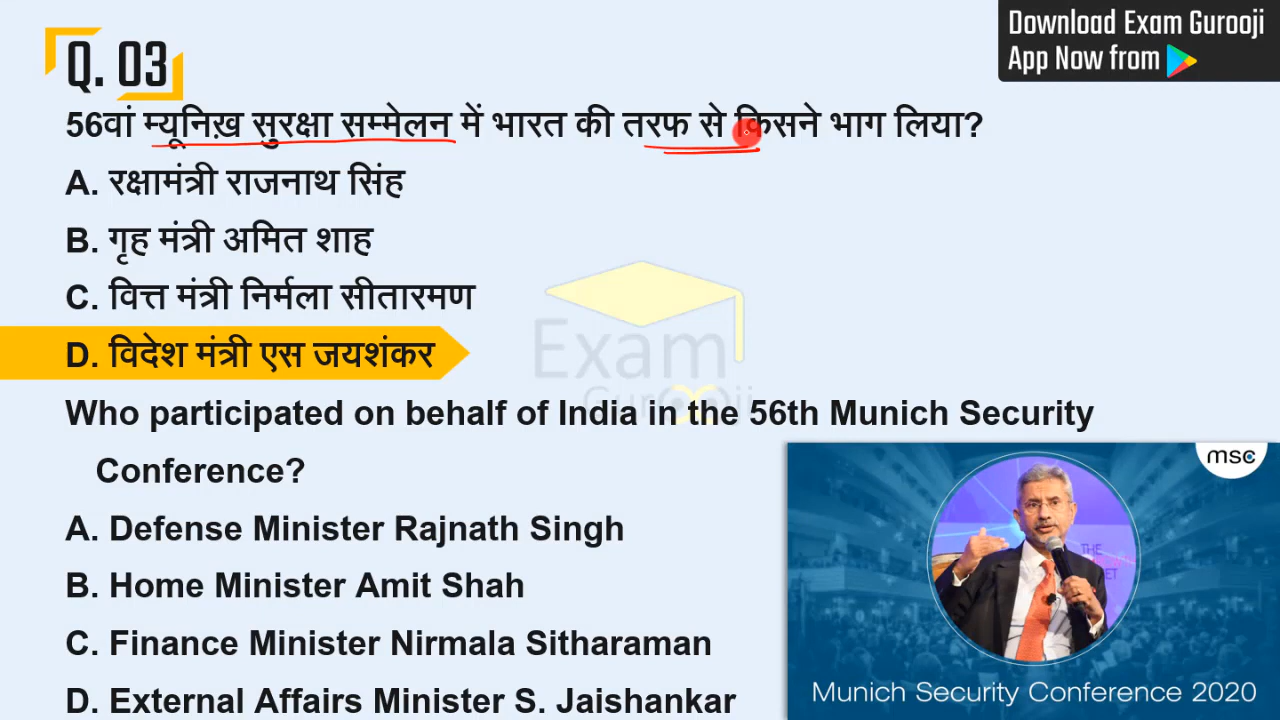 Download Exam Gurooji
App Now from
Q. 03
56वां म्यूनिख़ सुरक्षा सम्मेलन में भारत की तरफ से किसने भाग लिया?
A. रक्षामंत्री राजनाथ सिंह
B. गृह मंत्री अमित शाह
C. वित्त मंत्री निर्मला सीतारमण
D. विदेश मंत्री एस जयशंकर
Exam
Gurooji
Who participated on behalf of India in the 56th Munich Security
Conference?
A. Defense Minister Rajnath Singh
B. Home Minister Amit Shah
C. Finance Minister Nirmala Sitharaman
D. External Affairs Minister S. Jaishankar
msc
THE
Munich Security Conference 2020